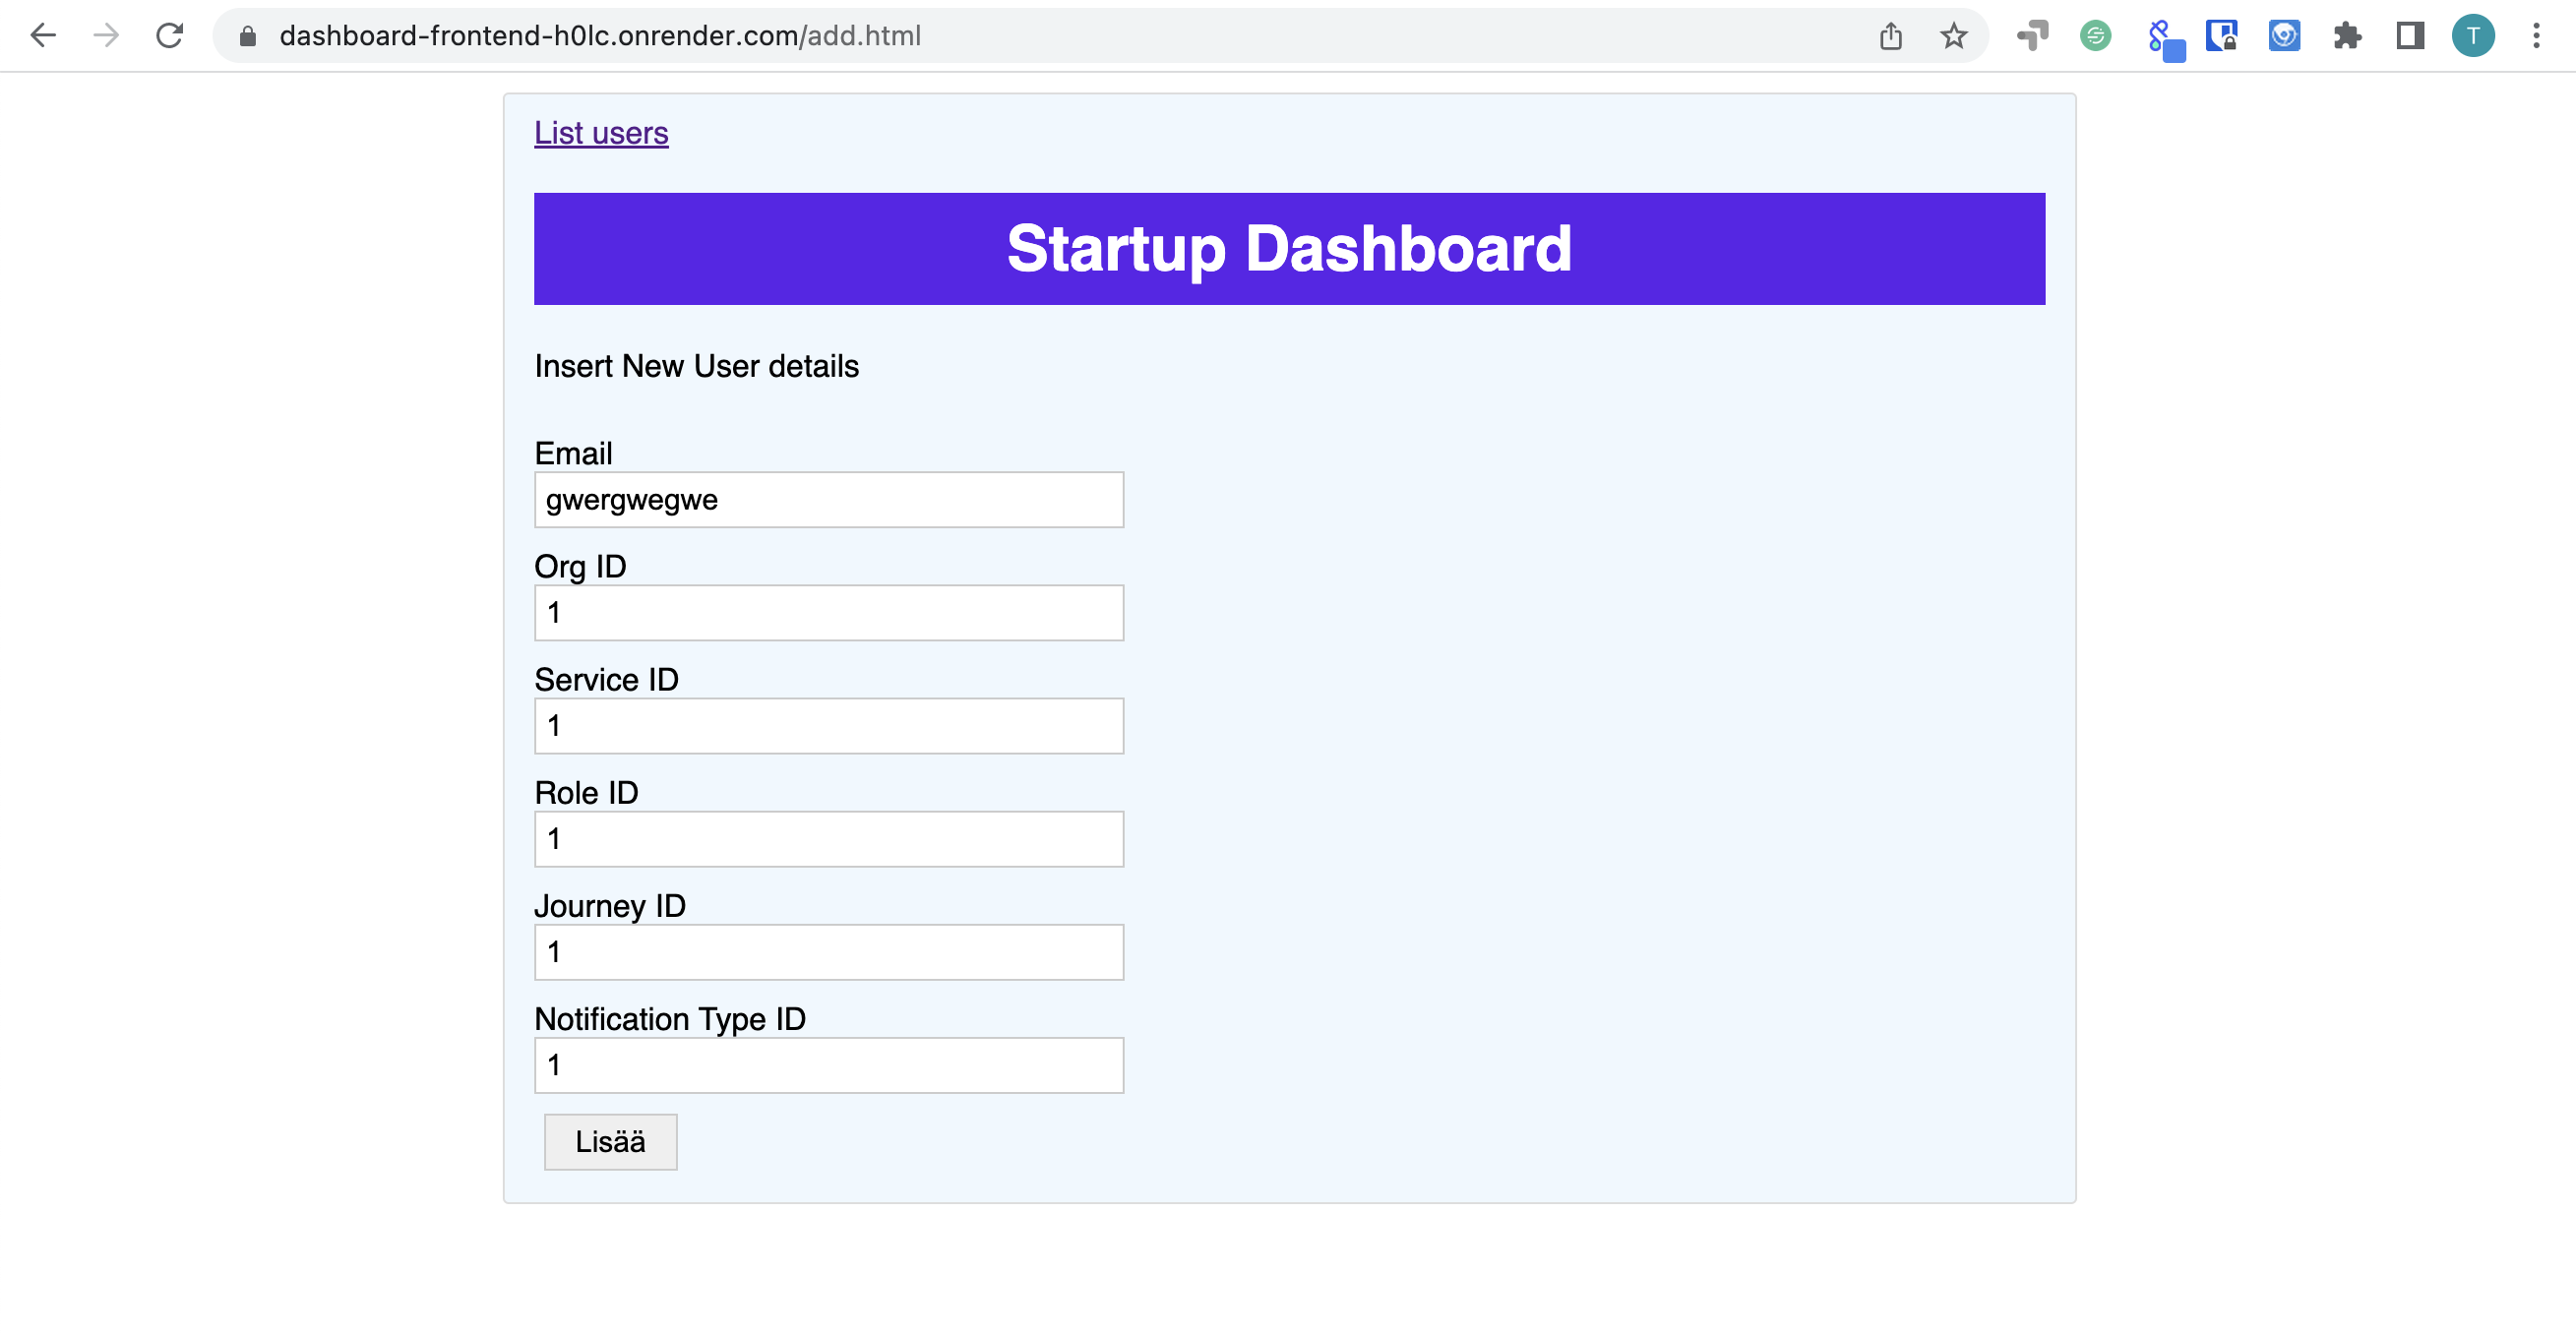 dashboard-frontend-h0lc.onrender.com/add.html
T
List users
Startup Dashboard
Insert New User details
Email
gwergwegwe
Org ID
1
Service ID
1
Role ID
1
Journey ID
1
Notification Type ID
1
Lisää